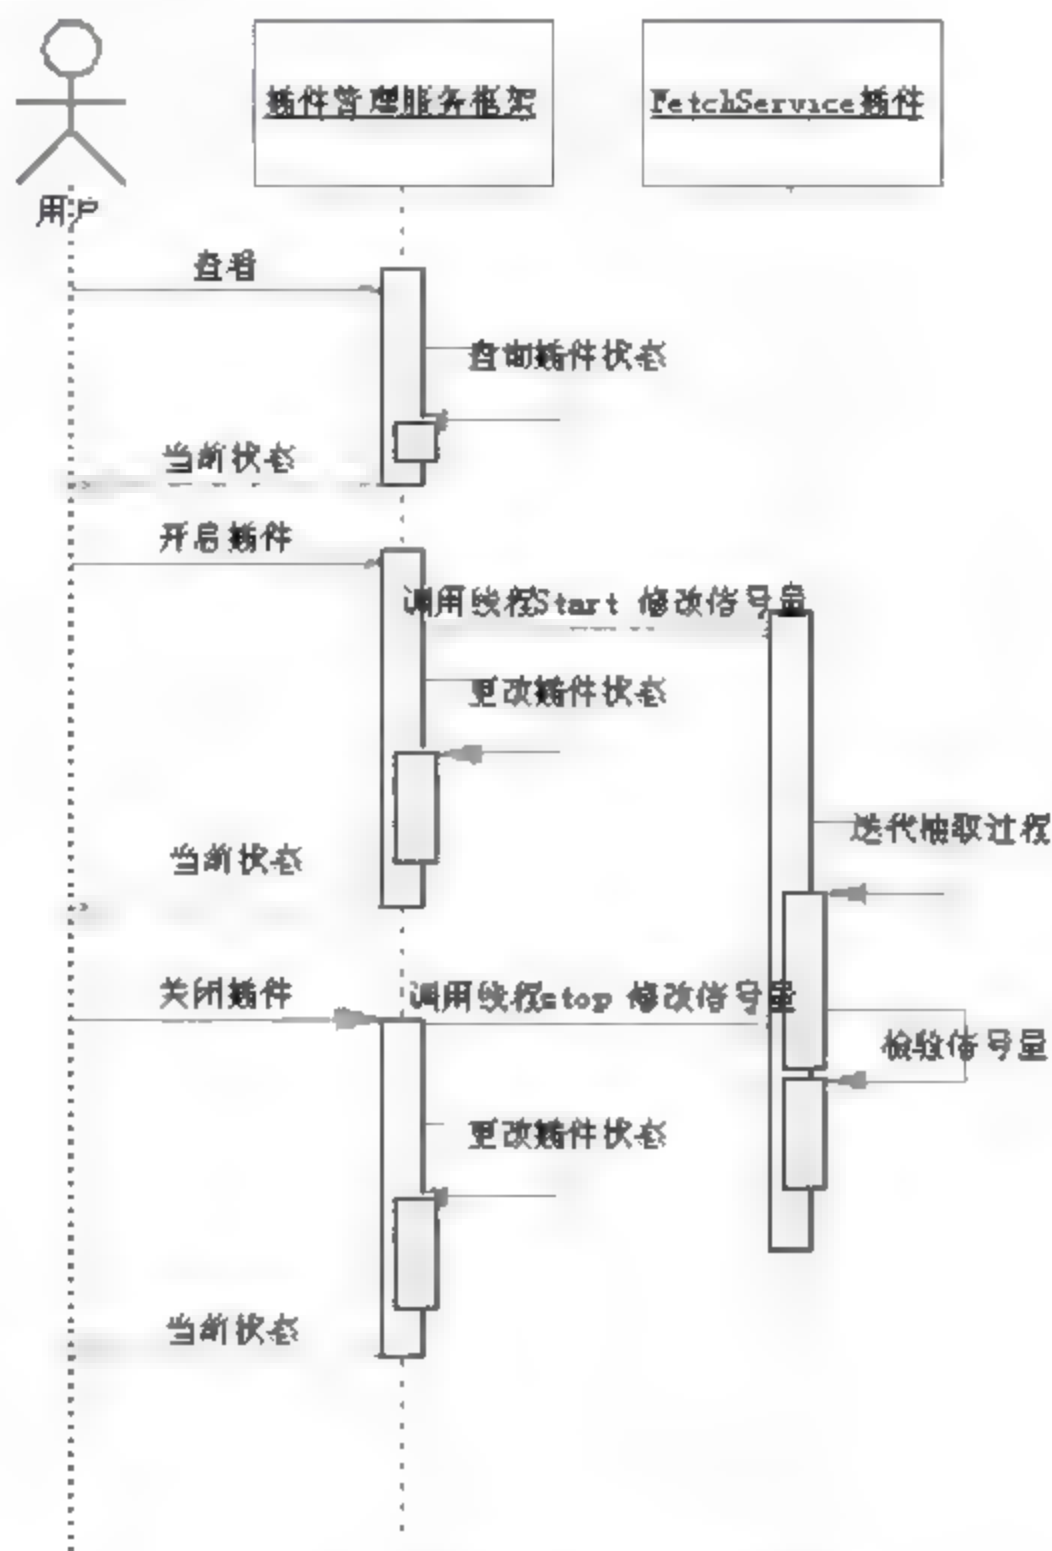 插件管理服务框架
FetchService插件
用户
查看
查询插件状态
当前状态
开启插件
调用线程Start 修改信号量
更改插件状态
迭代抽取过程
当前状态
关闭插件
调用线程stop 修改信号量
检验信号量
更改插件状态
当前状态